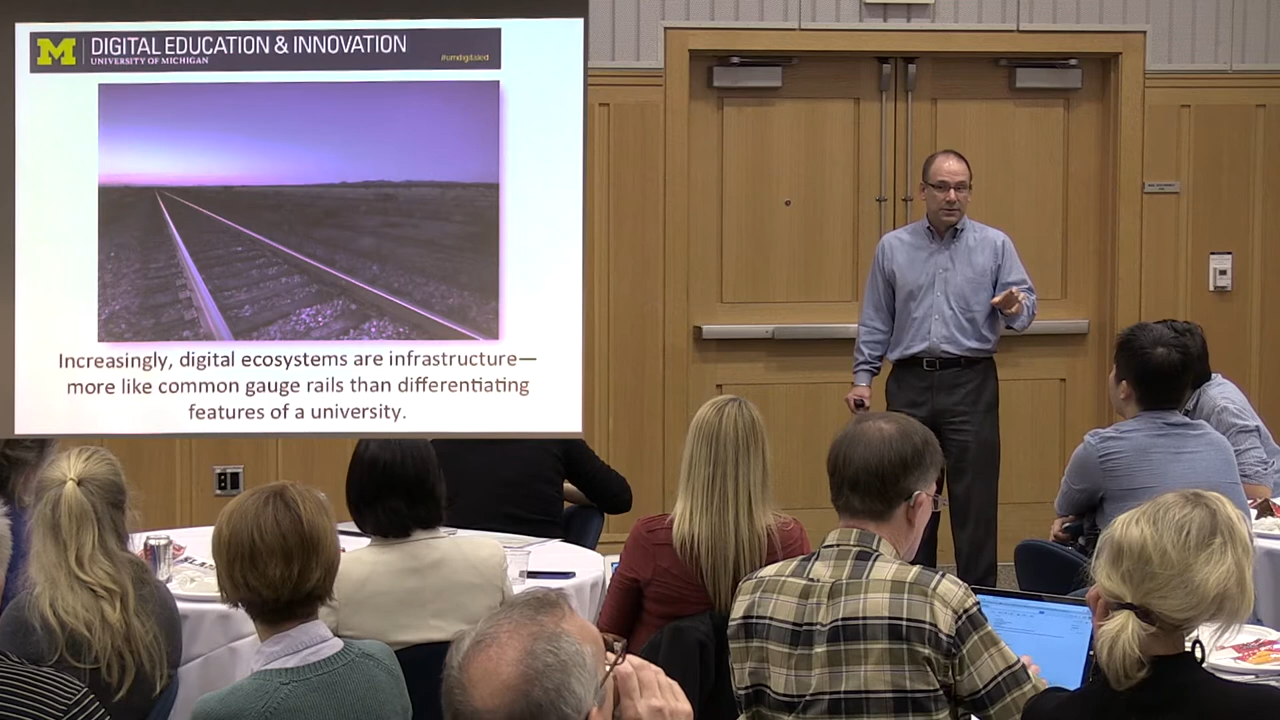 M
DIGITAL EDUCATION & INNOVATION
UNIVERSITY OF MICHIGAN
#umdigitaled
Increasingly, digital ecosystems are infrastructure—
more like common gauge rails than differentiating
features of a university.